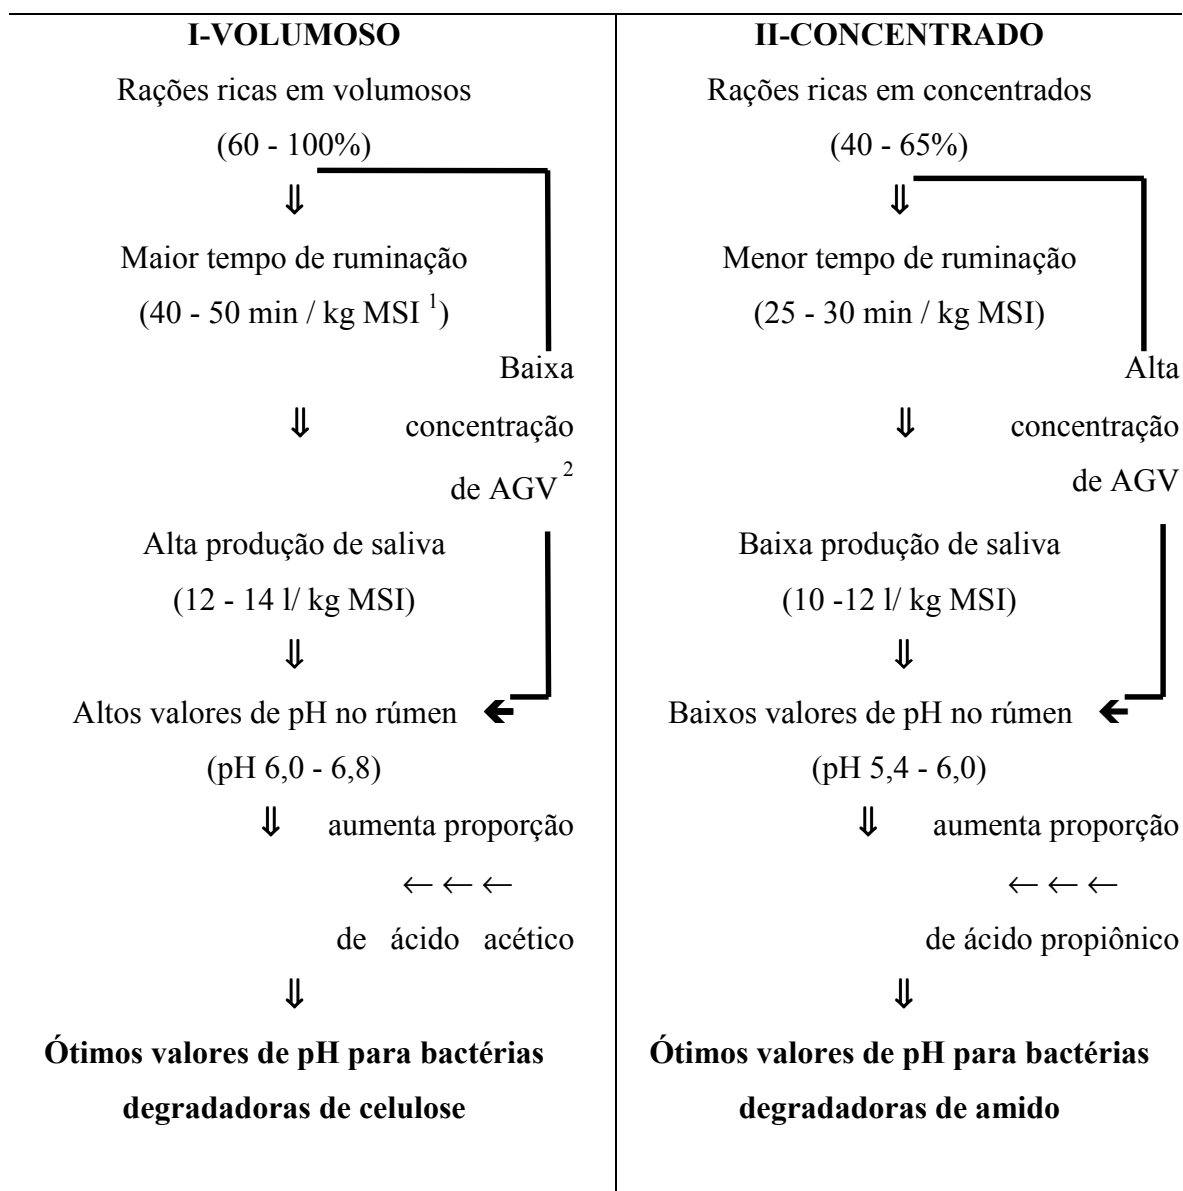 I-VOLUMOSO
Rações ricas em volumosos
(60 - 100%)
⇓
Maior tempo de ruminação
(40 - 50 min / kg MSI ¹)
Baixa
⇓ concentração
de AGV ²
Alta produção de saliva
(12 - 14 l/ kg MSI)
⇓
Altos valores de pH no rúmen 🡸
(pH 6,0 - 6,8)
⇓ aumenta proporção
← ← ←
de ácido acético
⇓
Ótimos valores de pH para bactérias
degradadoras de celulose
II-CONCENTRADO
Rações ricas em concentrados
(40 - 65%)
⇓
Menor tempo de ruminação
(25 - 30 min / kg MSI)
Alta
⇓ concentração
de AGV
Baixa produção de saliva
(10 -12 l/ kg MSI)
⇓
Baixos valores de pH no rúmen 🡸
(pH 5,4 - 6,0)
⇓ aumenta proporção
← ← ←
de ácido propiônico
⇓
Ótimos valores de pH para bactérias
degradadoras de amido